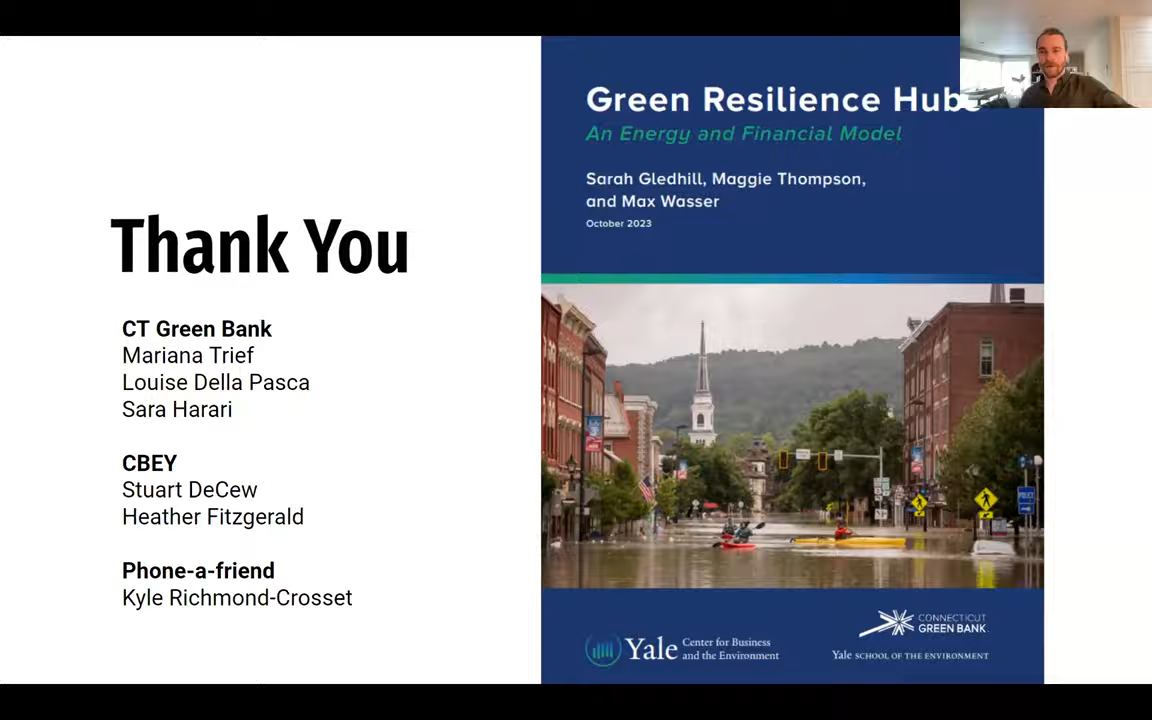 Thank You
CT Green Bank
Mariana Trief
Louise Della Pasca
Sara Harari
CBEY
Stuart DeCew
Heather Fitzgerald
Phone-a-friend
Kyle Richmond-Crosset
Green Resilience Hubs
An Energy and Financial Model
Sarah Gledhill, Maggie Thompson,
and Max Wasser
October 2023
POLICE
Yale Center for Business
and the Environment
CONNECTICUT
GREEN BANK
Yale SCHOOL OF THE ENVIRONMENT